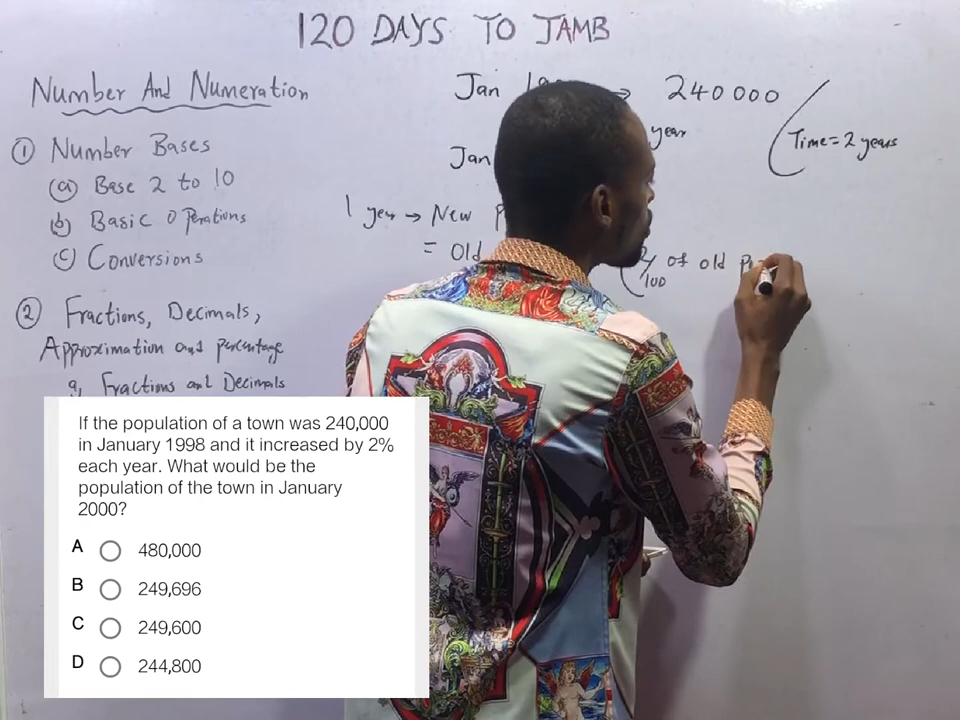 120 DAYS TO JAMB
Number And Numeration
① Number Bases
(a) Base 2 to 10
(b) Basic Operations
(c) Conversions
② Fractions, Decimals,
Approximation and percentage
a, Fractions and Decimals
Jan → 240 000
year
Time = 2 years
Jan
1 year → New
= Old
2/100 of old
If the population of a town was 240,000
in January 1998 and it increased by 2%
each year. What would be the
population of the town in January
2000?
A 480,000
B 249,696
C 249,600
D 244,800